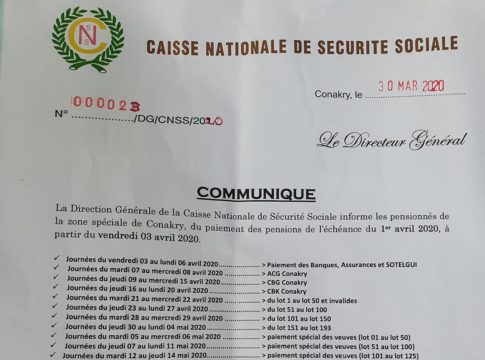 CNSS
CAISSE NATIONALE DE SECURITE SOCIALE
Conakry, le 30 MAR 2020
N° 000023/DG/CNSS/2020
Le Directeur Général
COMMUNIQUE
La Direction Générale de la Caisse Nationale de Sécurité Sociale informe les pensionnés de
la zone spéciale de Conakry, du paiement des pensions de l'échéance du 1er avril 2020, à
partir du vendredi 03 avril 2020.
✓ Journées du vendredi 03 au lundi 06 avril 2020.................> Paiement des Banques, Assurances et SOTELGUI
✓ Journées du mardi 07 au mercredi 08 avril 2020 .................> ACG Conakry
✓ Journées du jeudi 09 au mercredi 15 avril 2020..................> CBG Conakry
✓ Journées du jeudi 16 au lundi 20 avril 2020 ....................> CBK Conakry
✓ Journées du mardi 21 au mercredi 22 avril 2020 ................> du lot 1 au lot 50 et invalides
✓ Journées du jeudi 23 au lundi 27 avril 2020.....................> du lot 51 au lot 100
✓ Journées du mardi 28 au mercredi 29 avril 2020 ................> du lot 101 au lot 150
✓ Journées du jeudi 30 au lundi 04 mai 2020 ......................> du lot 151 au lot 193
✓ Journées du mardi 05 au mercredi 06 mai 2020 ..................> paiement spécial des veuves (lot 01 au lot 50)
✓ Journées du jeudi 07 au lundi 11 mai 2020.......................> paiement spécial des veuves (lot 51 au lot 100)
✓ Journées du mardi 12 au jeudi 14 mai 2020......................> paiement spécial des veuves (lot 101 au lot 125)